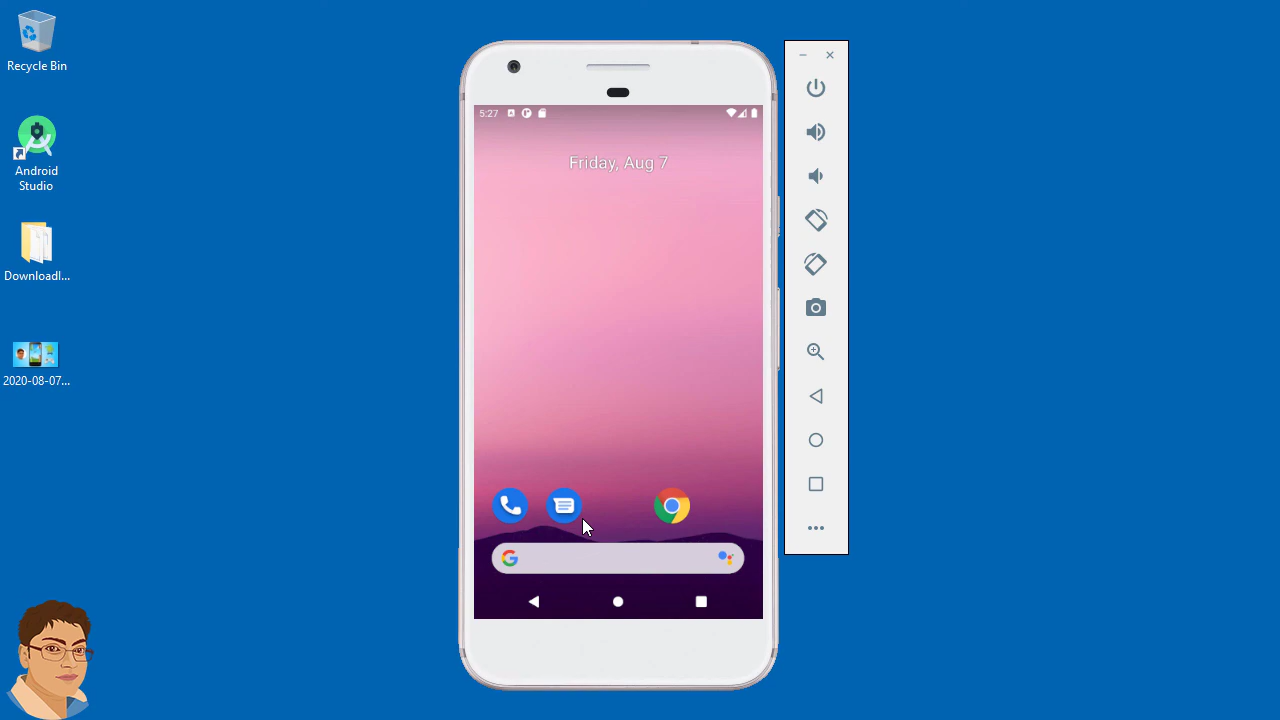 Recycle Bin
Android
Studio
Downloadl...
2020-08-07...
5:27
Friday, Aug 7